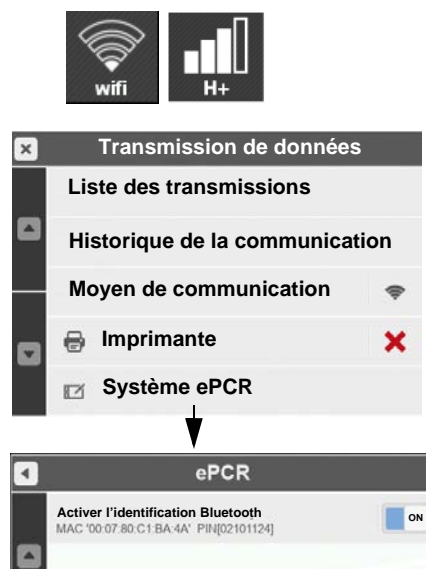 wifi H+
Transmission de données
Liste des transmissions
Historique de la communication
Moyen de communication
Imprimante
Système ePCR
ePCR
Activer l'identification Bluetooth ON
MAC '00:07:80:C1:BA:4A' PIN[02101124]